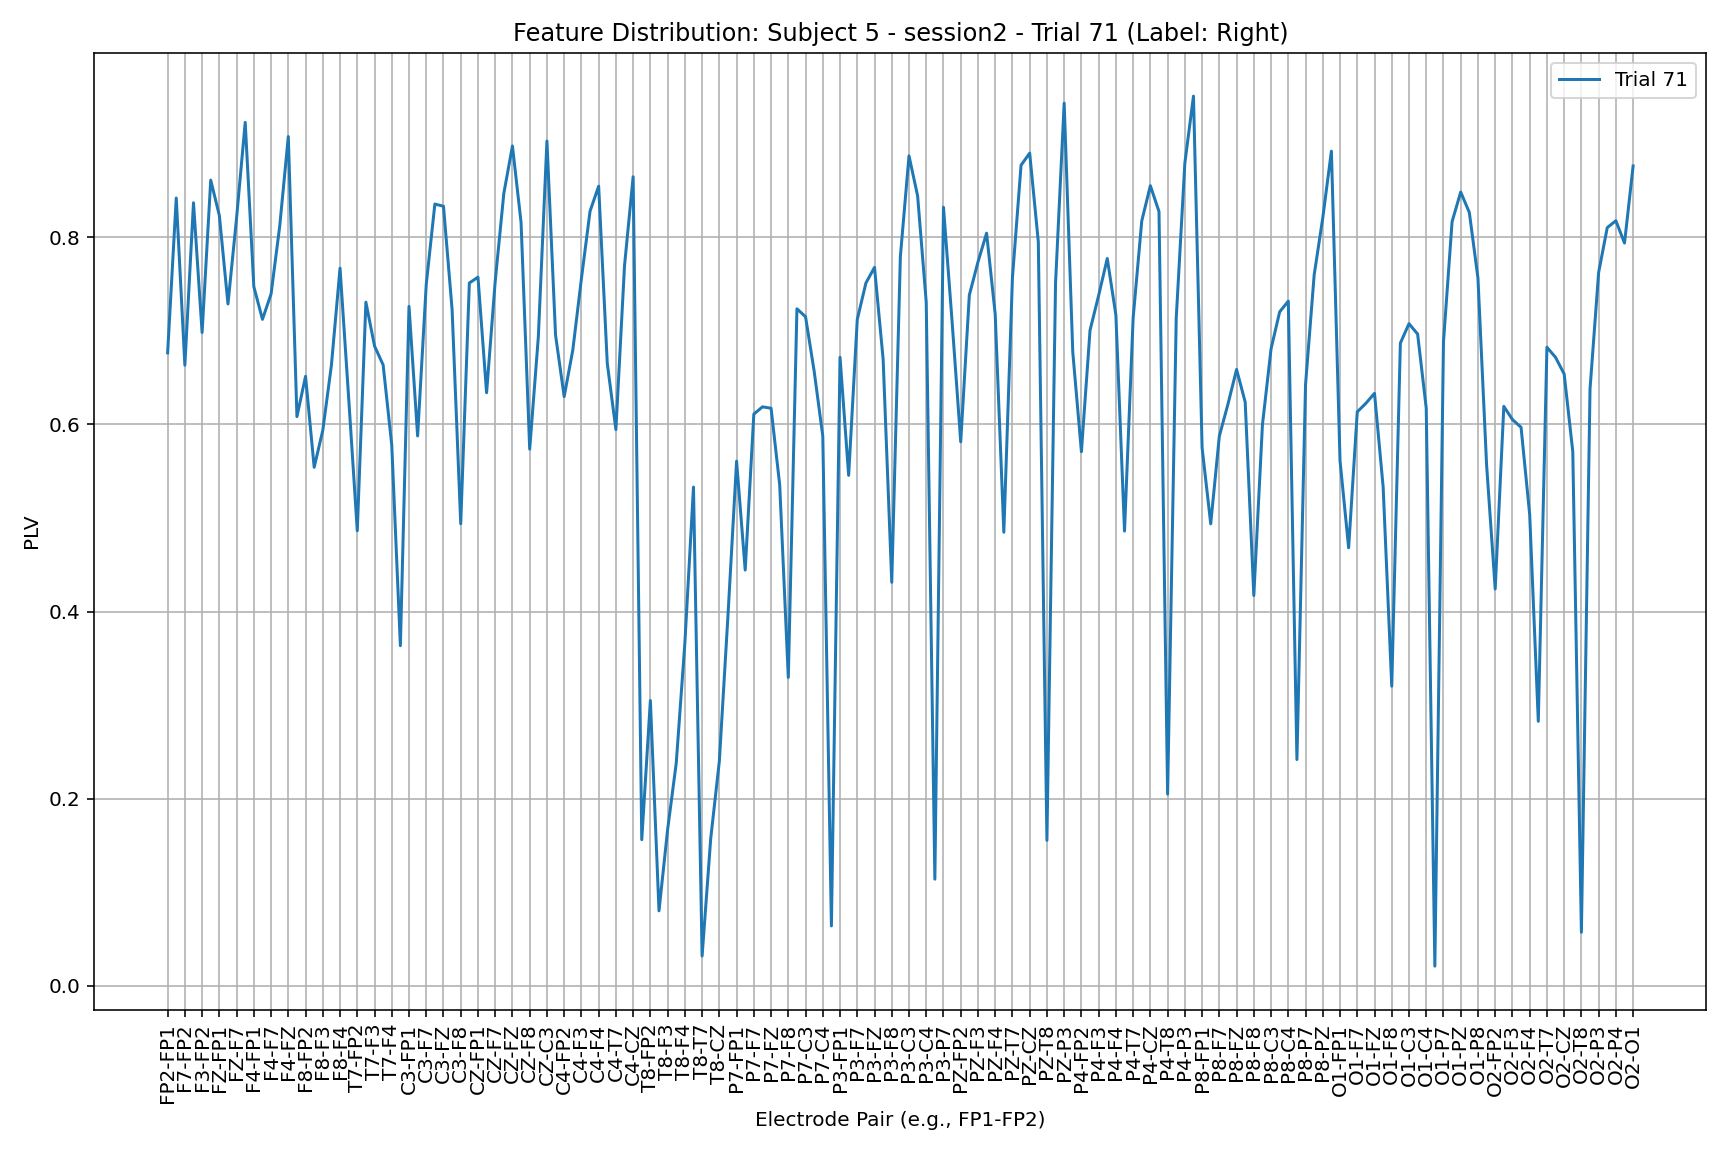 Feature Distribution: Subject 5 - session2 - Trial 71 (Label: Right)
Trial 71
PLV
0.8
0.6
0.4
0.2
0.0
FP2-FP1
F7-FP2
F3-FP2
FZ-FP1
FZ-F7
F4-FP1
F4-F7
F4-FZ
F8-FP2
F8-F3
F8-F4
T7-FP2
T7-F3
T7-F4
C3-FP1
C3-F7
C3-FZ
C3-F8
CZ-FP1
CZ-F7
CZ-FZ
CZ-F8
CZ-C3
C4-FP2
C4-F3
C4-F4
C4-T7
C4-CZ
T8-FP2
T8-F3
T8-F4
T8-T7
T8-CZ
P7-FP1
P7-F7
P7-FZ
P7-F8
P7-C3
P7-C4
P3-FP1
P3-F7
P3-FZ
P3-F8
P3-C3
P3-C4
P3-P7
PZ-FP2
PZ-F3
PZ-F4
PZ-T7
PZ-CZ
PZ-T8
PZ-P3
P4-FP2
P4-F3
P4-F4
P4-T7
P4-CZ
P4-T8
P4-P3
P8-FP1
P8-F7
P8-FZ
P8-F8
P8-C3
P8-C4
P8-P7
P8-PZ
O1-FP1
O1-F7
O1-FZ
O1-F8
O1-C3
O1-C4
O1-P7
O1-PZ
O1-P8
O2-FP2
O2-F3
O2-F4
O2-T7
O2-CZ
O2-T8
O2-P3
O2-P4
O2-O1
Electrode Pair (e.g., FP1-FP2)